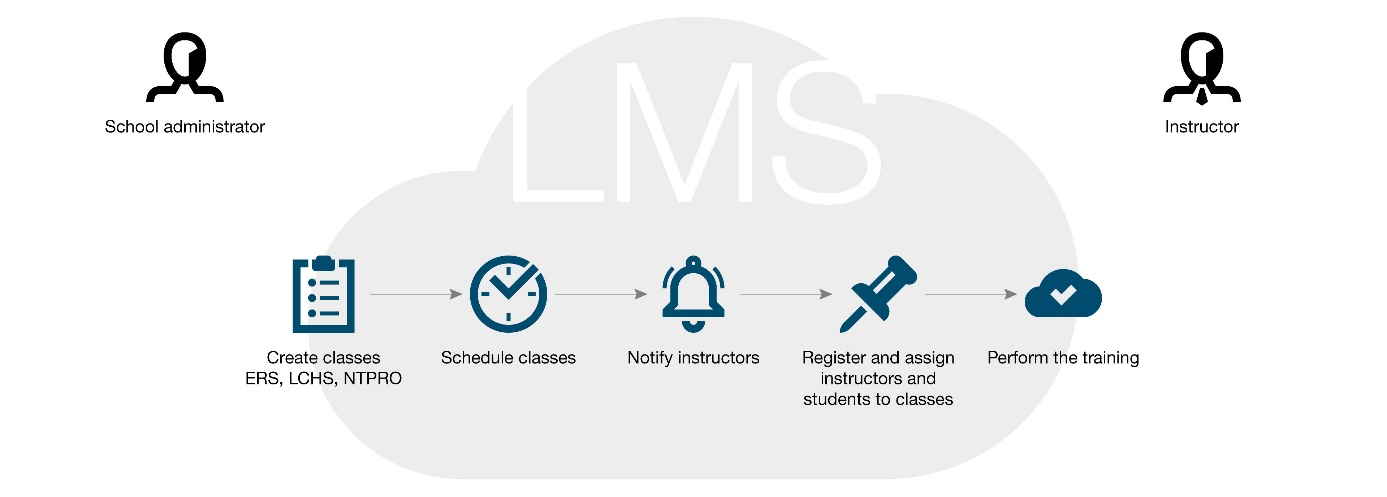 LMS
School administrator
Instructor
Create classes
ERS, LCHS, NTPRO
Schedule classes
Notify instructors
Register and assign
instructors and
students to classes
Perform the training